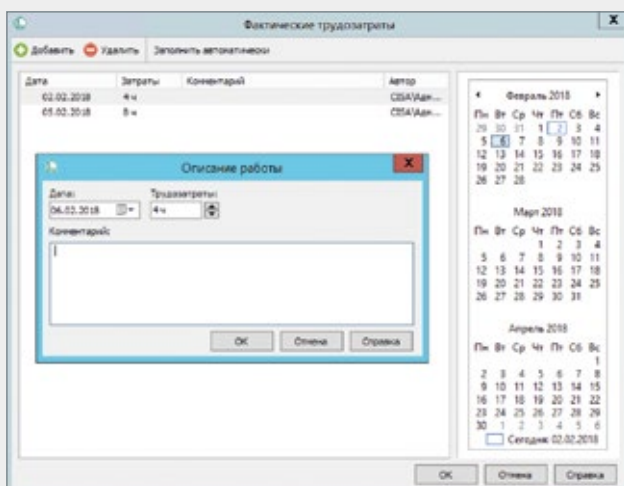 Фактические трудозатраты
Добавить Удалить Заполнить автоматически
Дата Затраты Комментарий Автор
02.02.2018 4 ч CISA\Адм...
05.02.2018 8 ч CISA\Адм...
Описание работы
Дата: Трудозатраты:
06.02.2018 4 ч
Комментарий:
ОК Отмена Справка
Февраль 2018
Пн Вт Ср Чт Пт Сб Вс
29 30 31 1 2 3 4
5 6 7 8 9 10 11
12 13 14 15 16 17 18
19 20 21 22 23 24 25
26 27 28
Март 2018
Пн Вт Ср Чт Пт Сб Вс
1 2 3 4
5 6 7 8 9 10 11
12 13 14 15 16 17 18
19 20 21 22 23 24 25
26 27 28 29 30 31
Апрель 2018
Пн Вт Ср Чт Пт Сб Вс
1
2 3 4 5 6 7 8
9 10 11 12 13 14 15
16 17 18 19 20 21 22
23 24 25 26 27 28 29
30 1 2 3 4 5 6
Сегодня: 02.02.2018
ОК Отмена Справка